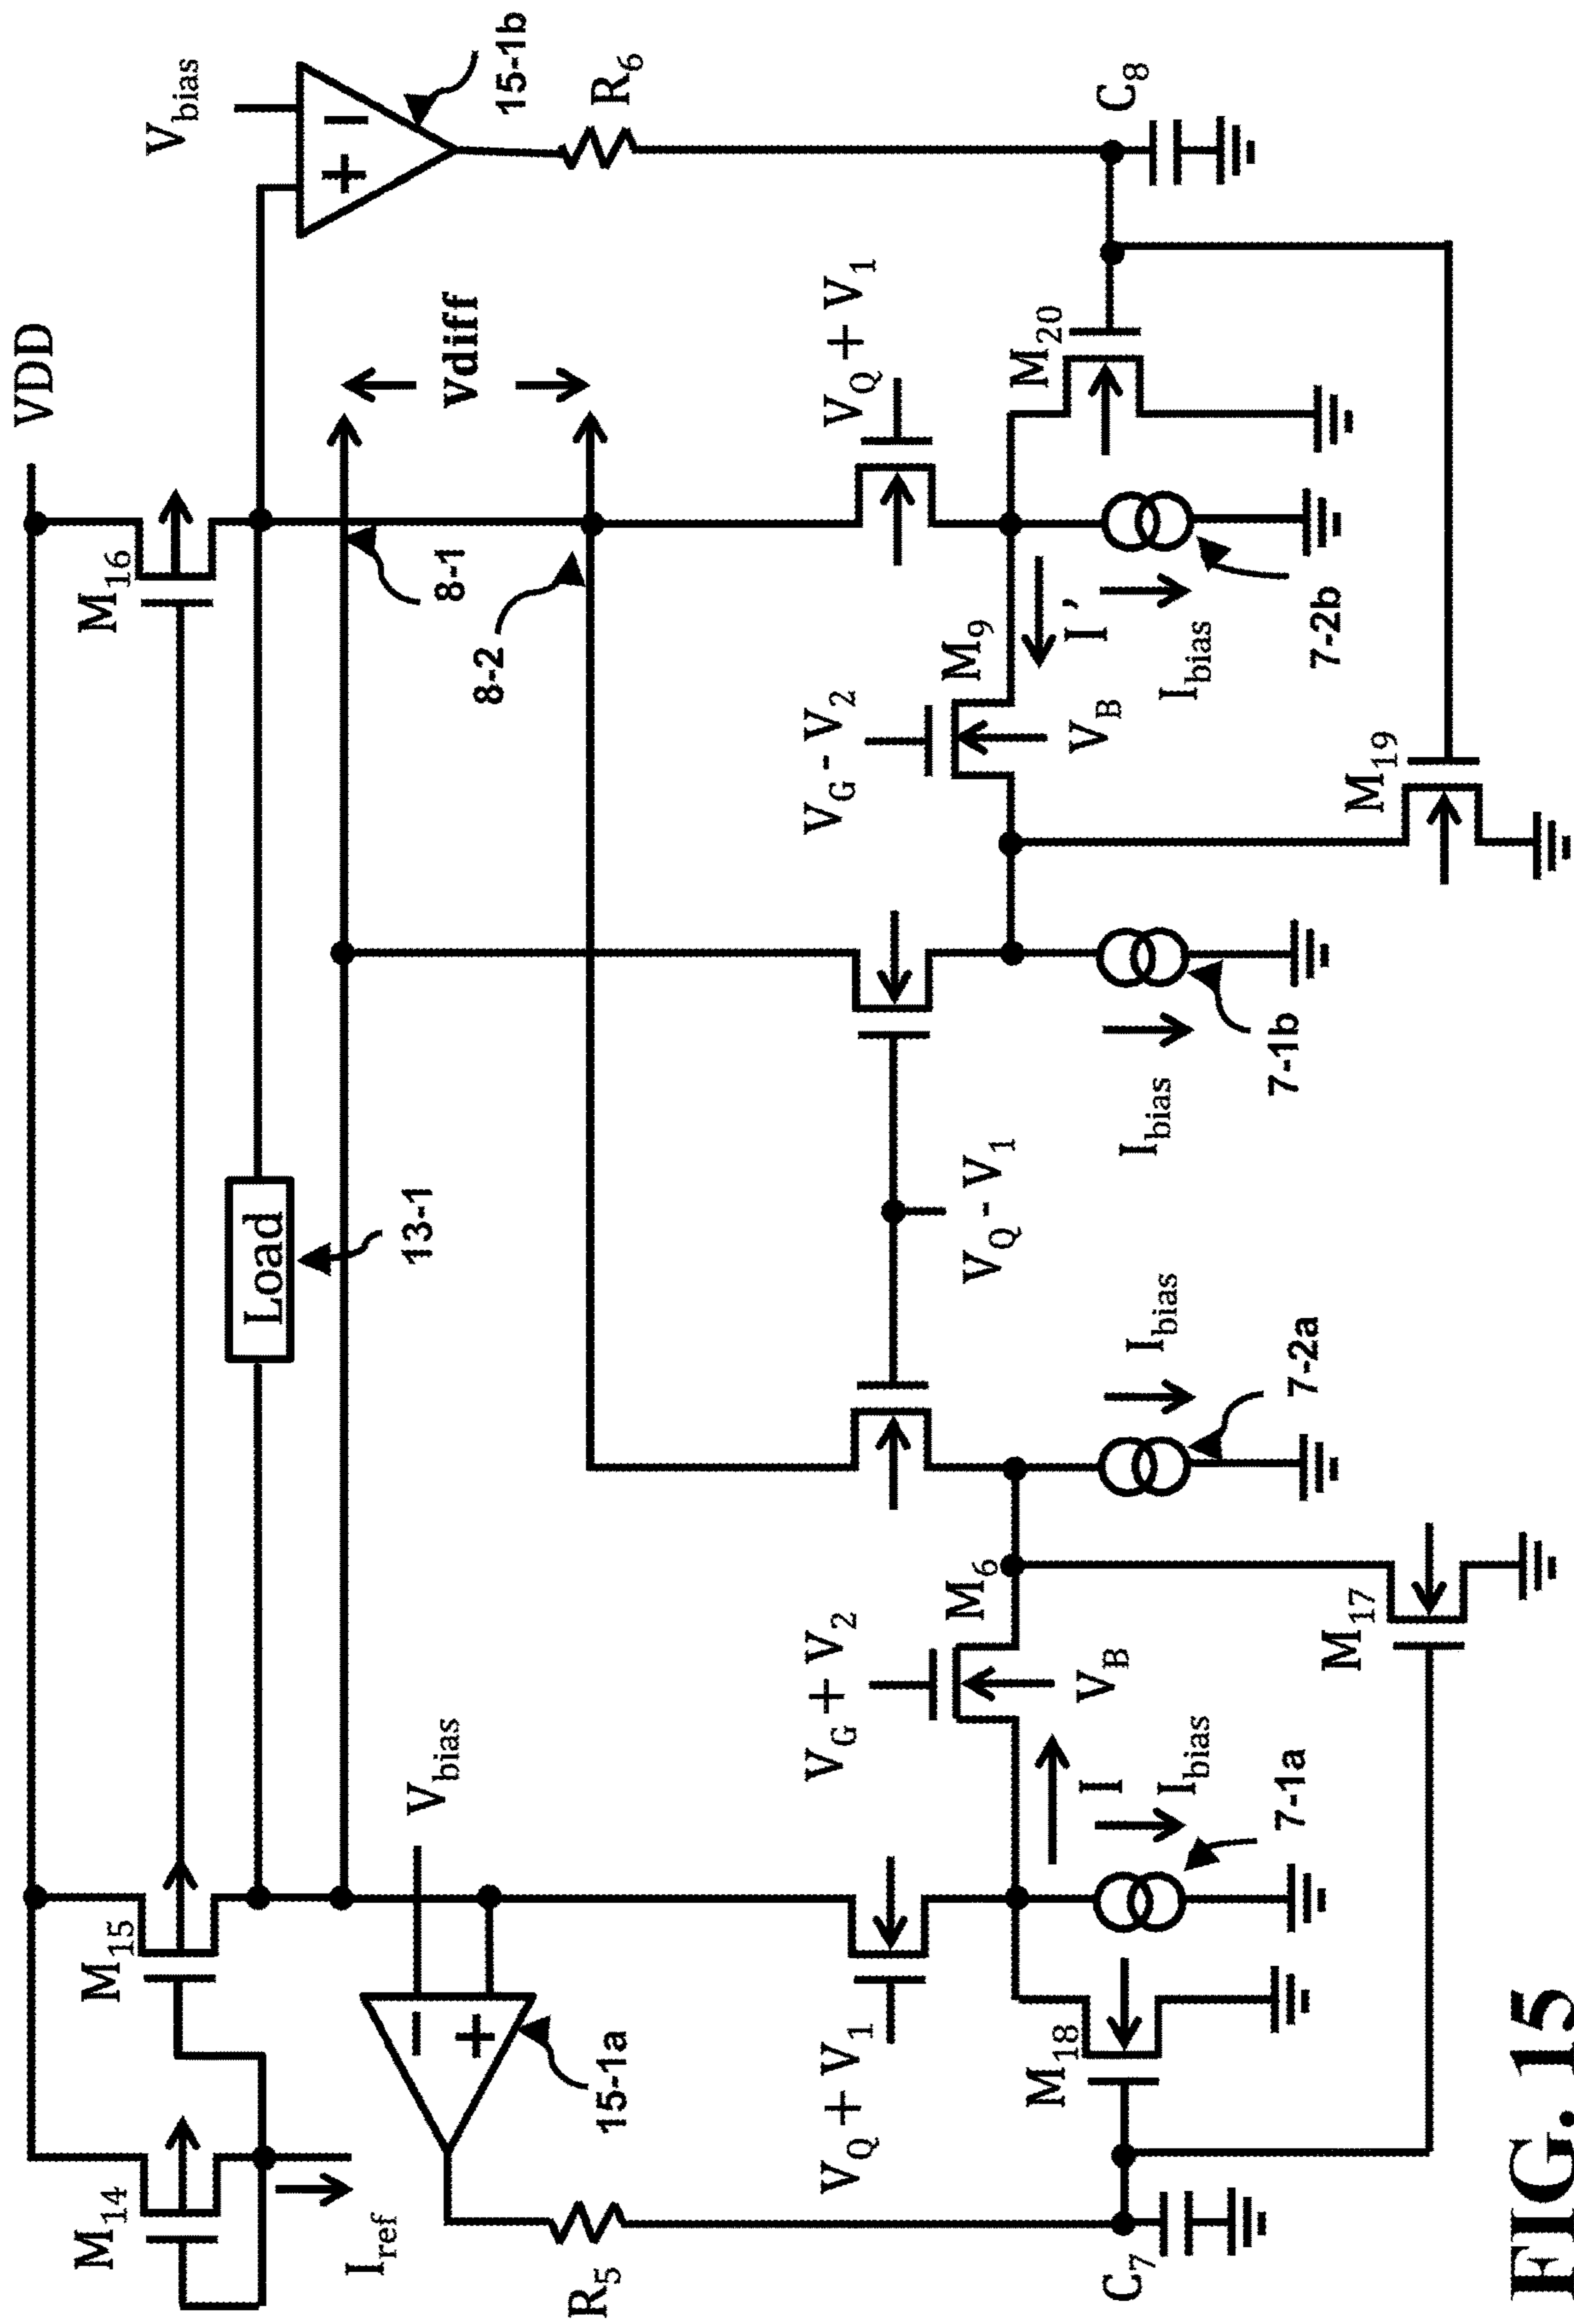 VDD
M14
M15
M16
Iref
Load
13-1
Vbias
Vbias
+ −
15-1b
R6
− +
15-1a
R5
8-1
8-2
Vdiff
VQ + V1
VQ - V1
VQ + V1
VG + V2
M6
VB
VG - V2
M9
VB
M18
M20
C7
C8
I
Ibias
7-1a
Ibias
7-2a
Ibias
7-1b
I'
Ibias
7-2b
M17
M19
FIG. 15